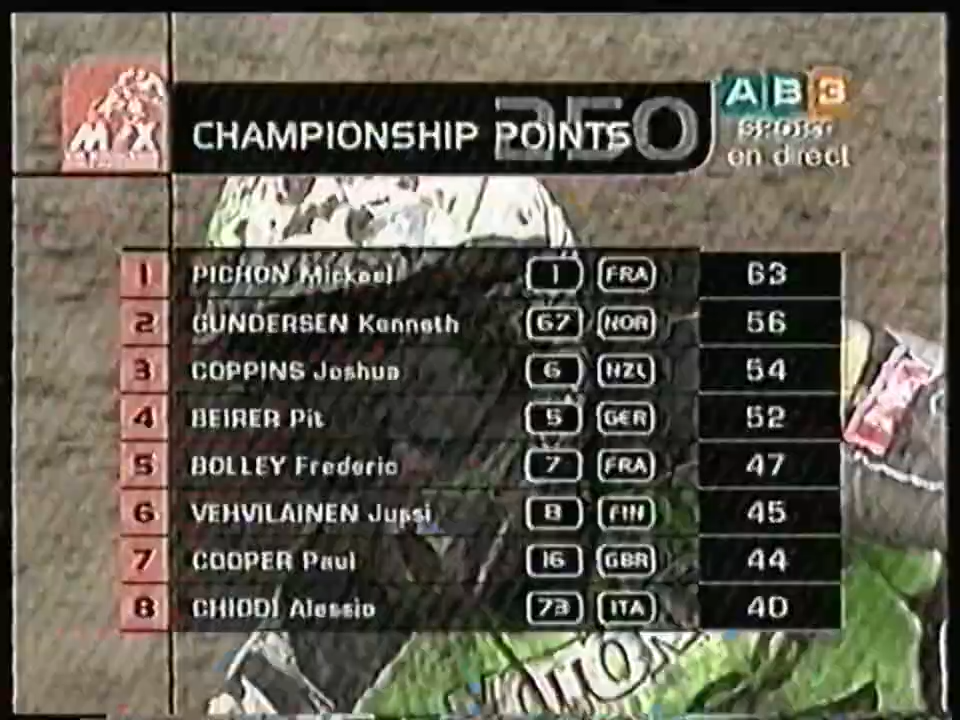 MX
CHAMPIONSHIP POINTS 250
AB3
SPORT
en direct
1 PICHON Mickael 1 FRA 63
2 GUNDERSEN Kenneth 67 NOR 56
3 COPPINS Joshua 6 NZL 54
4 BEIRER Pit 5 GER 52
5 BOLLEY Frederic 7 FRA 47
6 VEHVILAINEN Jussi 8 FIN 45
7 COOPER Paul 16 GBR 44
8 CHIODI Alessio 73 ITA 40